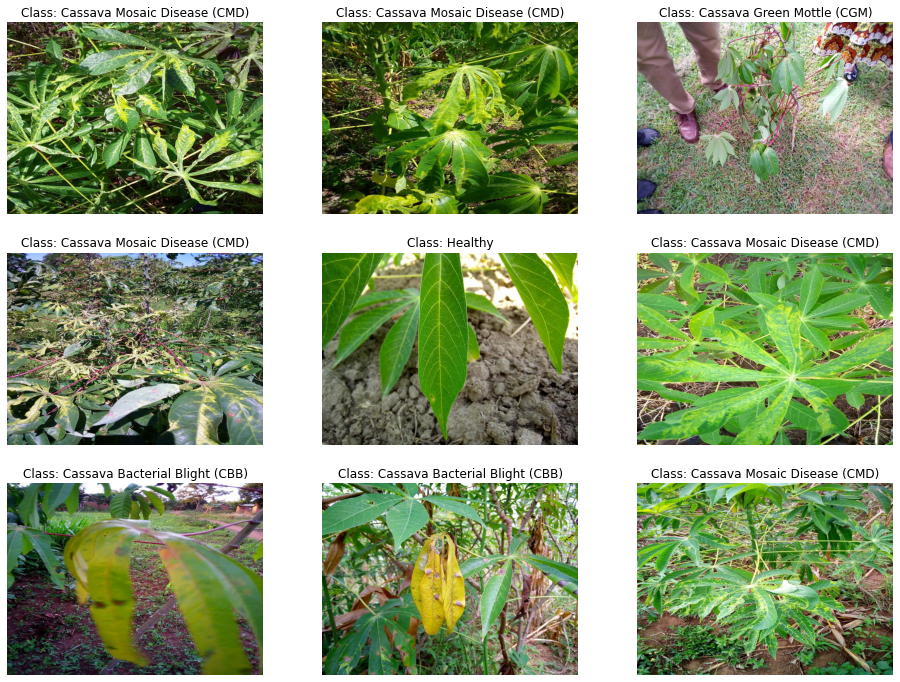 Class: Cassava Mosaic Disease (CMD)
Class: Cassava Mosaic Disease (CMD)
Class: Cassava Green Mottle (CGM)
Class: Cassava Mosaic Disease (CMD)
Class: Healthy
Class: Cassava Mosaic Disease (CMD)
Class: Cassava Bacterial Blight (CBB)
Class: Cassava Bacterial Blight (CBB)
Class: Cassava Mosaic Disease (CMD)